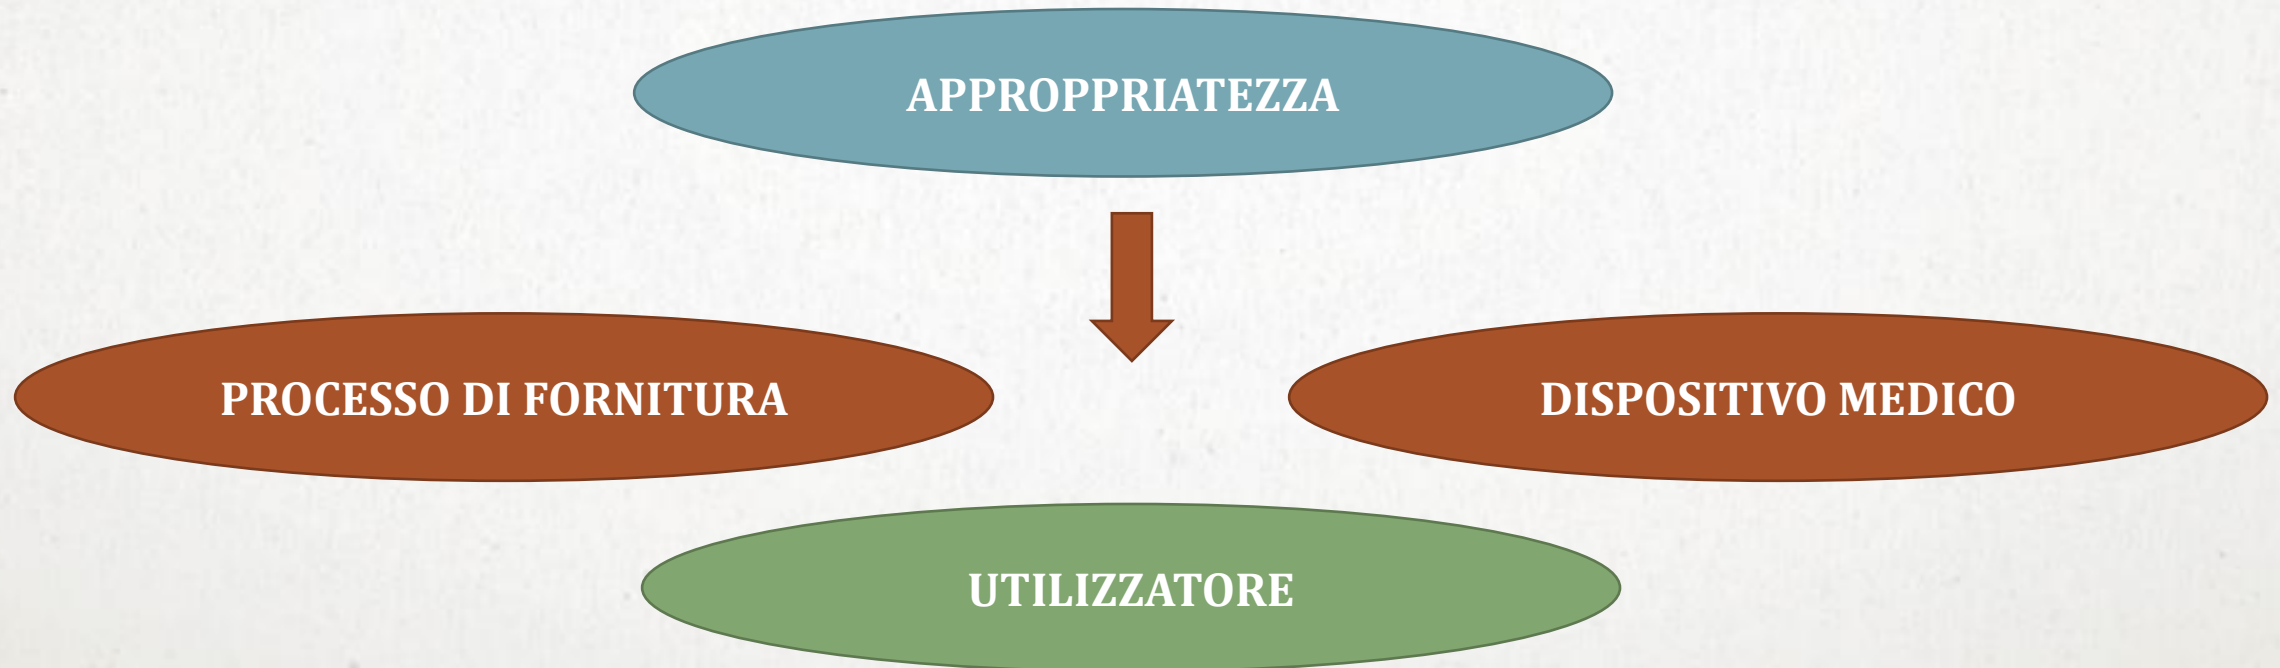 APPROPPRIATEZZA
PROCESSO DI FORNITURA
DISPOSITIVO MEDICO
UTILIZZATORE